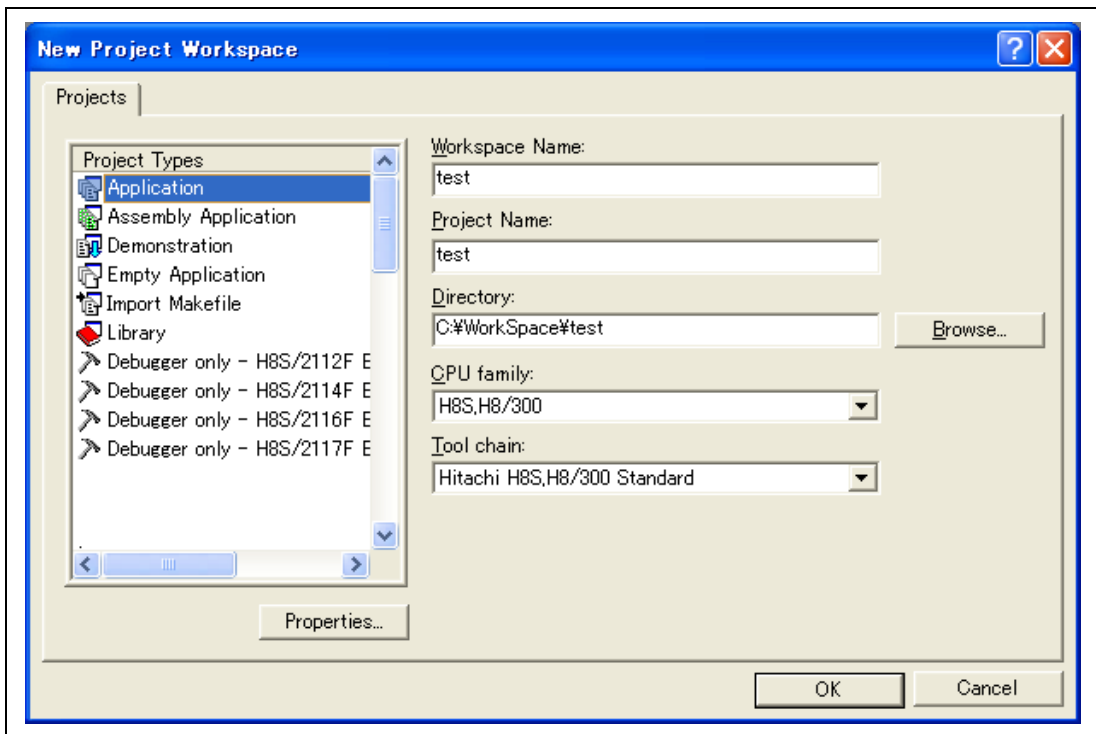 New Project Workspace
Projects
Project Types
Application
Assembly Application
Demonstration
Empty Application
Import Makefile
Library
Debugger only - H8S/2112F E
Debugger only - H8S/2114F E
Debugger only - H8S/2116F E
Debugger only - H8S/2117F E
Properties...
Workspace Name:
test
Project Name:
test
Directory:
C:¥WorkSpace¥test
Browse...
CPU family:
H8S,H8/300
Tool chain:
Hitachi H8S,H8/300 Standard
OK
Cancel